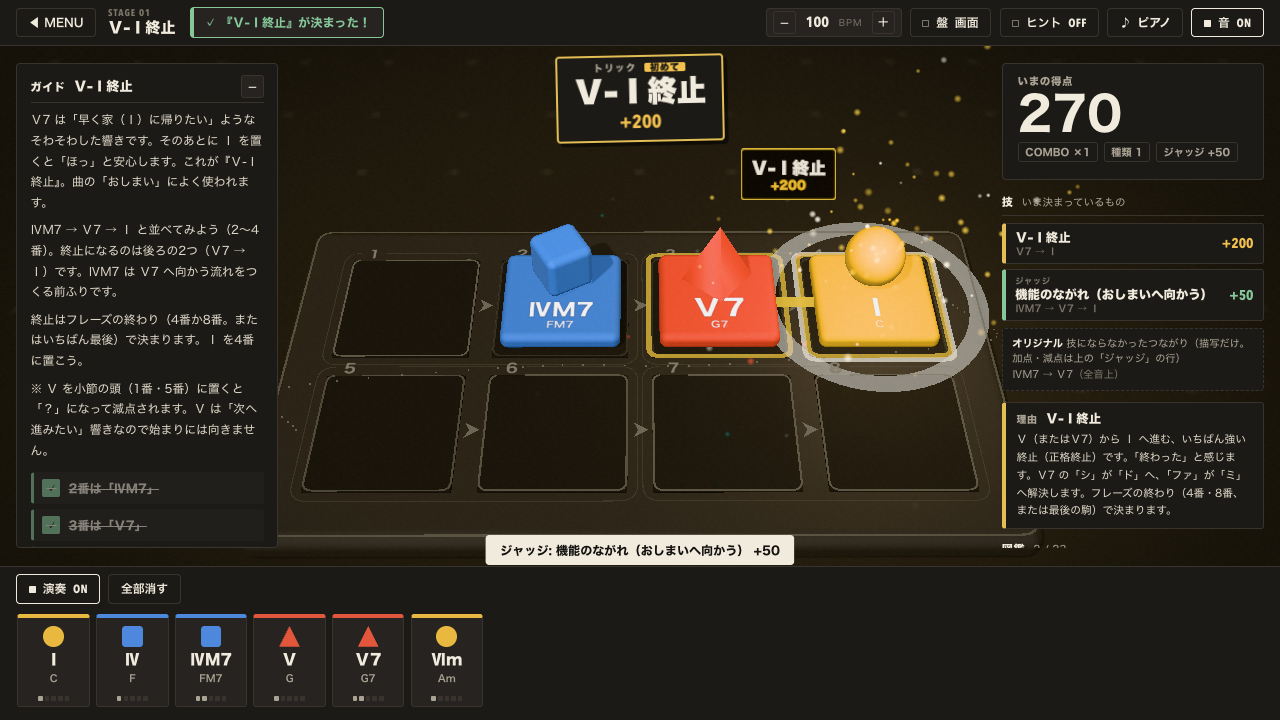 ◀ MENU
STAGE 01
Ⅴ-Ⅰ終止
✓ 『Ⅴ-Ⅰ終止』が決まった！
− 100 BPM +
□ 盤 画面
□ ヒント OFF
♪ ピアノ
■ 音 ON
ガイド Ⅴ-Ⅰ終止
−
Ⅴ7 は「早く家（Ⅰ）に帰りたい」ような
そわそわした響きです。そのあとに Ⅰ を置
くと「ほっ」と安心します。これが『Ⅴ-Ⅰ
終止』。曲の「おしまい」によく使われま
す。
ⅣM7 → Ⅴ7 → Ⅰ と並べてみよう（2〜4
番）。終止になるのは後ろの2つ（Ⅴ7 →
Ⅰ）です。ⅣM7 は Ⅴ7 へ向かう流れをつ
くる前ふりです。
終止はフレーズの終わり（4番か8番、また
はいちばん最後）で決まります。Ⅰ を4番
に置こう。
※ Ⅴ を小節の頭（1番・5番）に置くと
「？」になって減点されます。Ⅴ は「次へ
進みたい」響きなので始まりには向きませ
ん。
✓ 2番は「ⅣM7」
✓ 3番は「Ⅴ7」
トリック 初めて
Ⅴ-Ⅰ終止
+200
Ⅴ-Ⅰ終止
+200
1
2
ⅣM7
FM7
Ⅴ7
G7
Ⅰ
C
5
6
7
8
ジャッジ: 機能のながれ（おしまいへ向かう） +50
いまの得点
270
COMBO ×1
種類 1
ジャッジ +50
技 いま決まっているもの
Ⅴ-Ⅰ終止
Ⅴ7 → Ⅰ
+200
ジャッジ
機能のながれ（おしまいへ向かう）
ⅣM7 → Ⅴ7 → Ⅰ
+50
オリジナル 技にならなかったつながり（描写だけ。
加点・減点は上の「ジャッジ」の行）
ⅣM7 → Ⅴ7（全音上）
理由 Ⅴ-Ⅰ終止
Ⅴ（またはⅤ7）から Ⅰ へ進む、いちばん強い
終止（正格終止）です。「終わった」と感じま
す。Ⅴ7 の「シ」が「ド」へ、「ファ」が「ミ」
へ解決します。フレーズの終わり（4番・8番、
または最後の駒）で決まります。
■ 演奏 ON
全部消す
Ⅰ
C
Ⅳ
F
ⅣM7
FM7
Ⅴ
G
Ⅴ7
G7
Ⅵm
Am